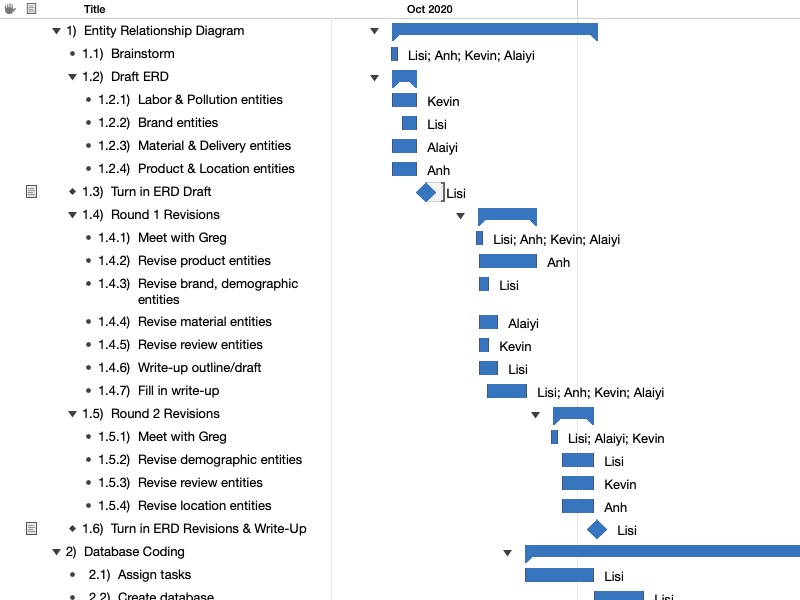 Title Oct 2020
1) Entity Relationship Diagram
1.1) Brainstorm Lisi; Anh; Kevin; Alaiyi
1.2) Draft ERD
1.2.1) Labor & Pollution entities Kevin
1.2.2) Brand entities Lisi
1.2.3) Material & Delivery entities Alaiyi
1.2.4) Product & Location entities Anh
1.3) Turn in ERD Draft Lisi
1.4) Round 1 Revisions
1.4.1) Meet with Greg Lisi; Anh; Kevin; Alaiyi
1.4.2) Revise product entities Anh
1.4.3) Revise brand, demographic Lisi
entities
1.4.4) Revise material entities Alaiyi
1.4.5) Revise review entities Kevin
1.4.6) Write-up outline/draft Lisi
1.4.7) Fill in write-up Lisi; Anh; Kevin; Alaiyi
1.5) Round 2 Revisions
1.5.1) Meet with Greg Lisi; Alaiyi; Kevin
1.5.2) Revise demographic entities Lisi
1.5.3) Revise review entities Kevin
1.5.4) Revise location entities Anh
1.6) Turn in ERD Revisions & Write-Up Lisi
2) Database Coding
2.1) Assign tasks Lisi
2.2) Create database Lisi